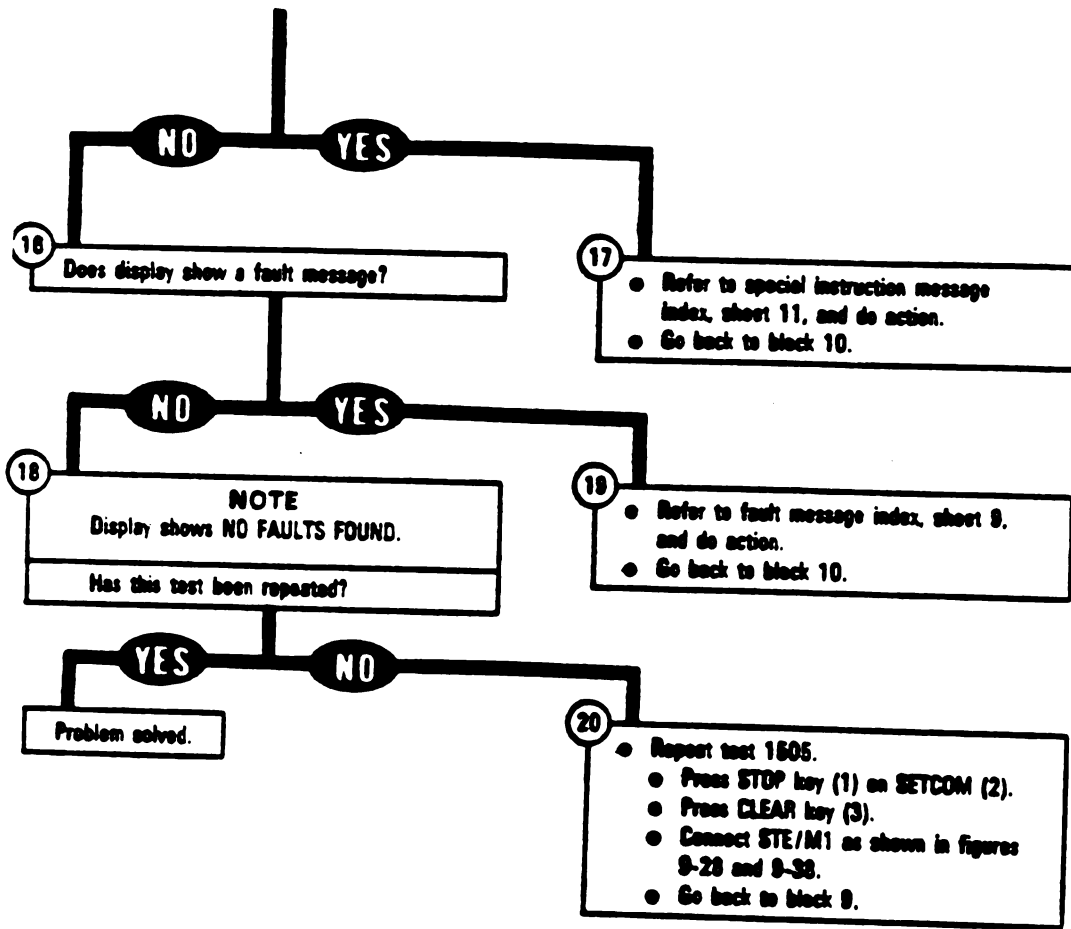 NO YES
16
Does display show a fault message?
17
● Refer to special instruction message
index, sheet 11, and do action.
● Go back to block 10.
NO YES
18
NOTE
Display shows NO FAULTS FOUND.
Has this test been repeated?
19
● Refer to fault message index, sheet 9,
and do action.
● Go back to block 10.
YES NO
Problem solved.
20
● Repeat test 1505.
● Press STOP key (1) on SETCOM (2).
● Press CLEAR key (3).
● Connect STE/M1 as shown in figures
9-28 and 9-38.
● Go back to block 9.